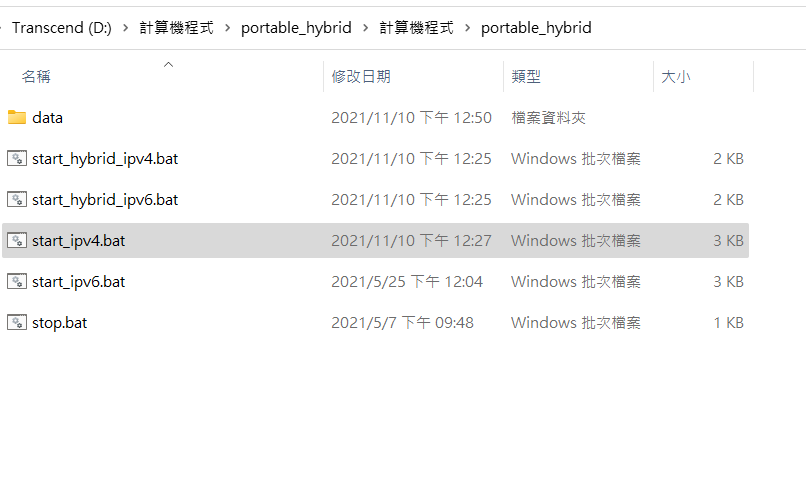 Transcend (D:) > 計算機程式 > portable_hybrid > 計算機程式 > portable_hybrid
名稱 修改日期 類型 大小
data 2021/11/10 下午 12:50 檔案資料夾
start_hybrid_ipv4.bat 2021/11/10 下午 12:25 Windows 批次檔案 2 KB
start_hybrid_ipv6.bat 2021/11/10 下午 12:25 Windows 批次檔案 2 KB
start_ipv4.bat 2021/11/10 下午 12:27 Windows 批次檔案 3 KB
start_ipv6.bat 2021/5/25 下午 12:04 Windows 批次檔案 3 KB
stop.bat 2021/5/7 下午 09:48 Windows 批次檔案 1 KB